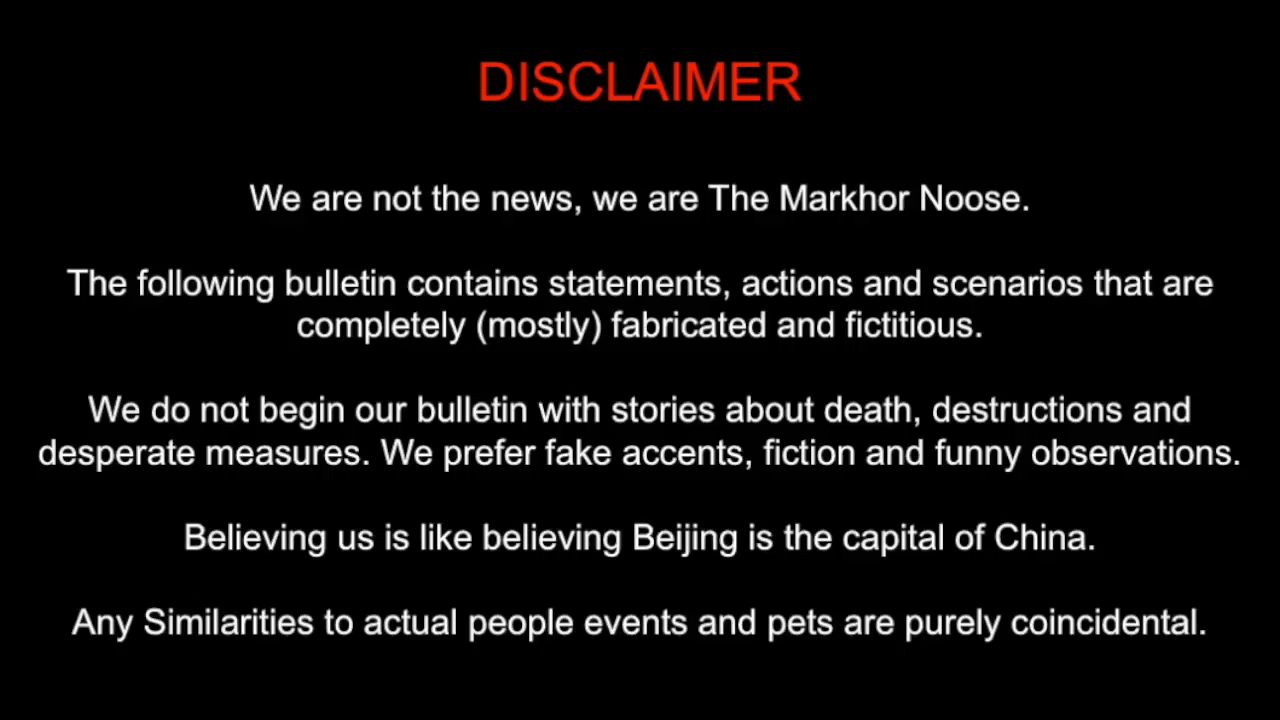 DISCLAIMER
We are not the news, we are The Markhor Noose.
The following bulletin contains statements, actions and scenarios that are
completely (mostly) fabricated and fictitious.
We do not begin our bulletin with stories about death, destructions and
desperate measures. We prefer fake accents, fiction and funny observations.
Believing us is like believing Beijing is the capital of China.
Any Similarities to actual people events and pets are purely coincidental.